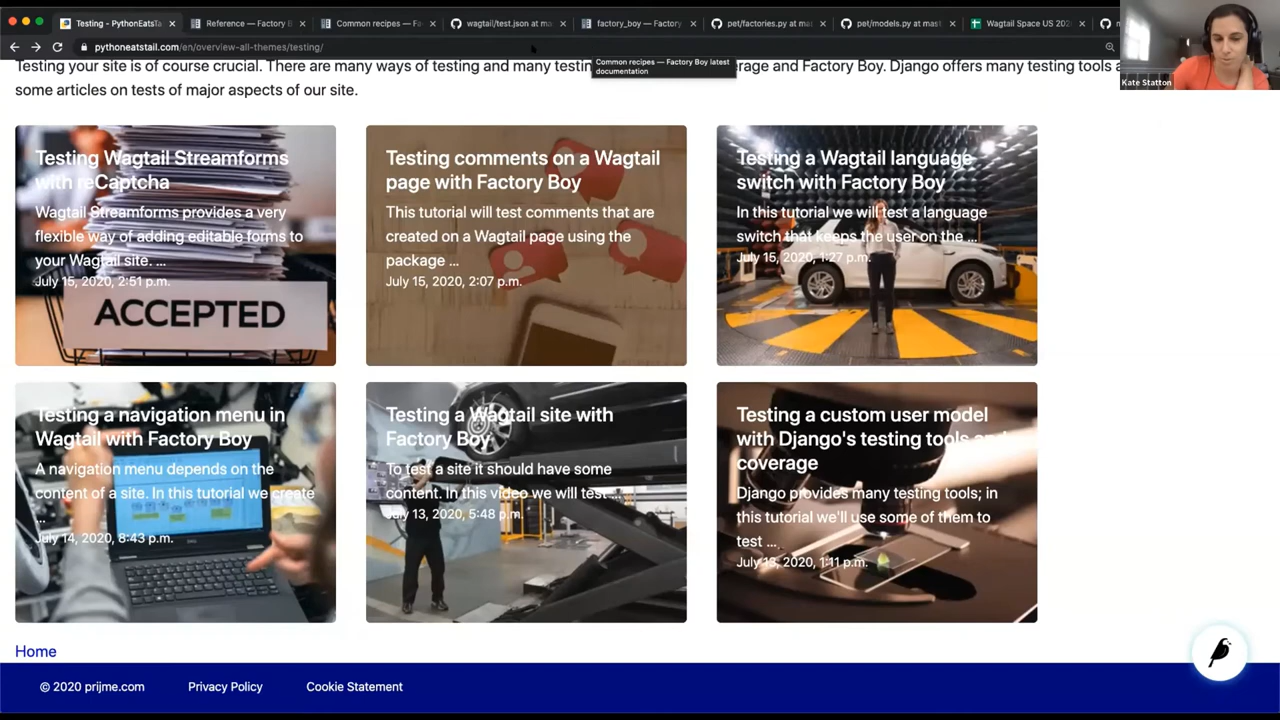 Testing - PythonEatsTa
Reference — Factory B
Common recipes — Fac
wagtail/test.json at ma
factory_boy — Factory
pet/factories.py at mas
pet/models.py at mast
Wagtail Space US 202
pythoneatstail.com/en/overview-all-themes/testing/
Common recipes — Factory Boy latest
documentation
Kate Statton
Testing your site is of course crucial. There are many ways of testing and many testin
rage and Factory Boy. Django offers many testing tools a
some articles on tests of major aspects of our site.
Testing Wagtail Streamforms
with reCaptcha
Wagtail Streamforms provides a very
flexible way of adding editable forms to
your Wagtail site. ...
July 15, 2020, 2:51 p.m.
ACCEPTED
Testing comments on a Wagtail
page with Factory Boy
This tutorial will test comments that are
created on a Wagtail page using the
package ...
July 15, 2020, 2:07 p.m.
Testing a Wagtail language
switch with Factory Boy
In this tutorial we will test a language
switch that keeps the user on the ...
July 15, 2020, 1:27 p.m.
Testing a navigation menu in
Wagtail with Factory Boy
A navigation menu depends on the
content of a site. In this tutorial we create
...
July 14, 2020, 8:43 p.m.
Testing a Wagtail site with
Factory Boy
To test a site it should have some
content. In this video we will test ...
July 13, 2020, 5:48 p.m.
Testing a custom user model
with Django's testing tools and
coverage
Django provides many testing tools; in
this tutorial we'll use some of them to
test ...
July 13, 2020, 1:11 p.m.
Home
© 2020 prijme.com
Privacy Policy
Cookie Statement